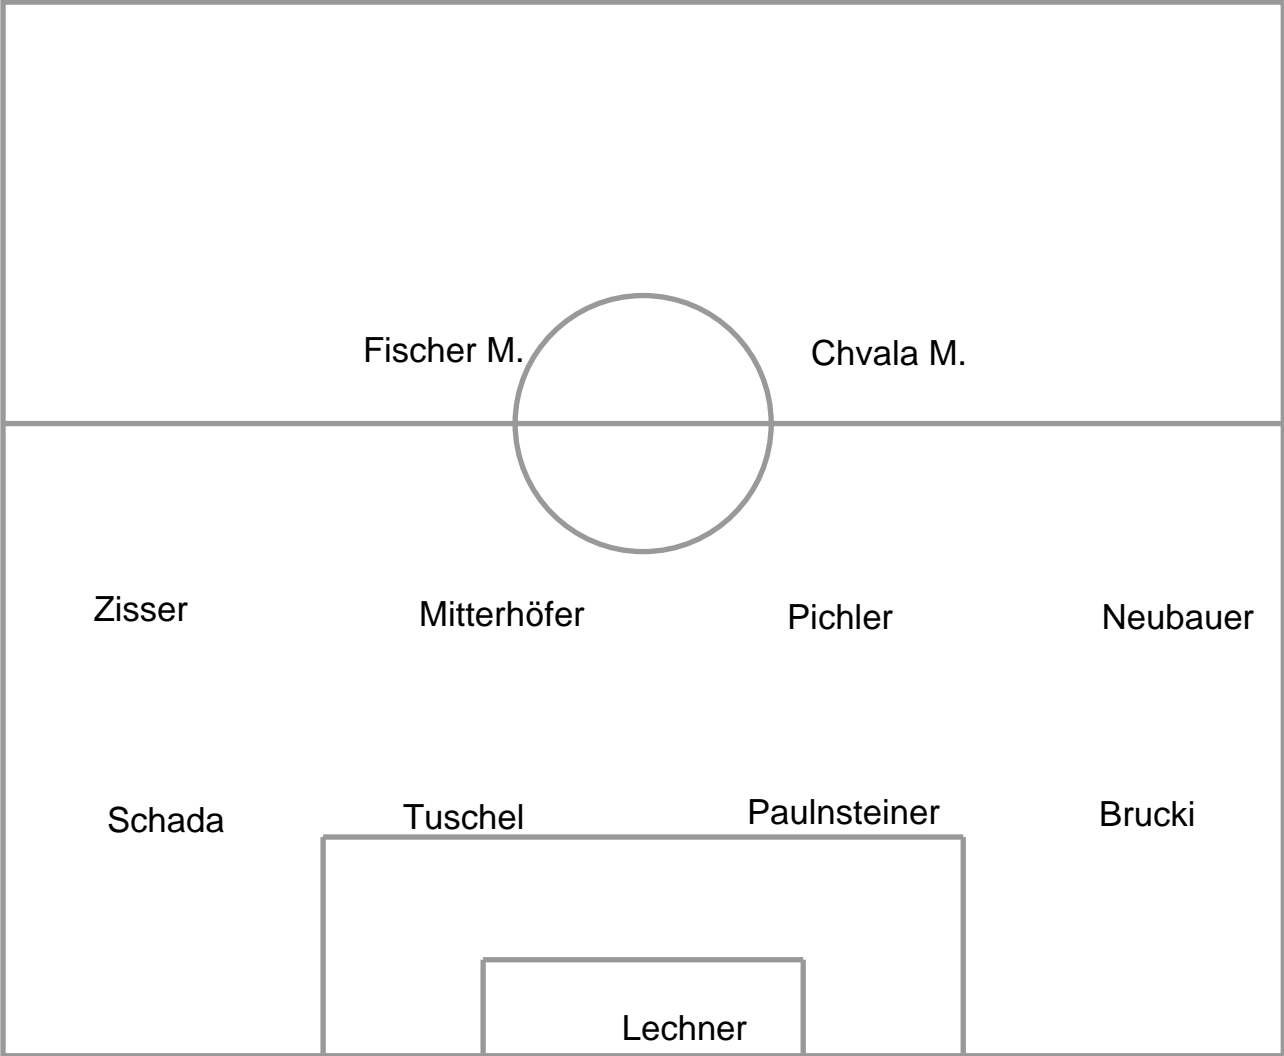 Fischer M.
Chvala M.
Zisser
Mitterhöfer
Pichler
Neubauer
Schada
Tuschel
Paulnsteiner
Brucki
Lechner